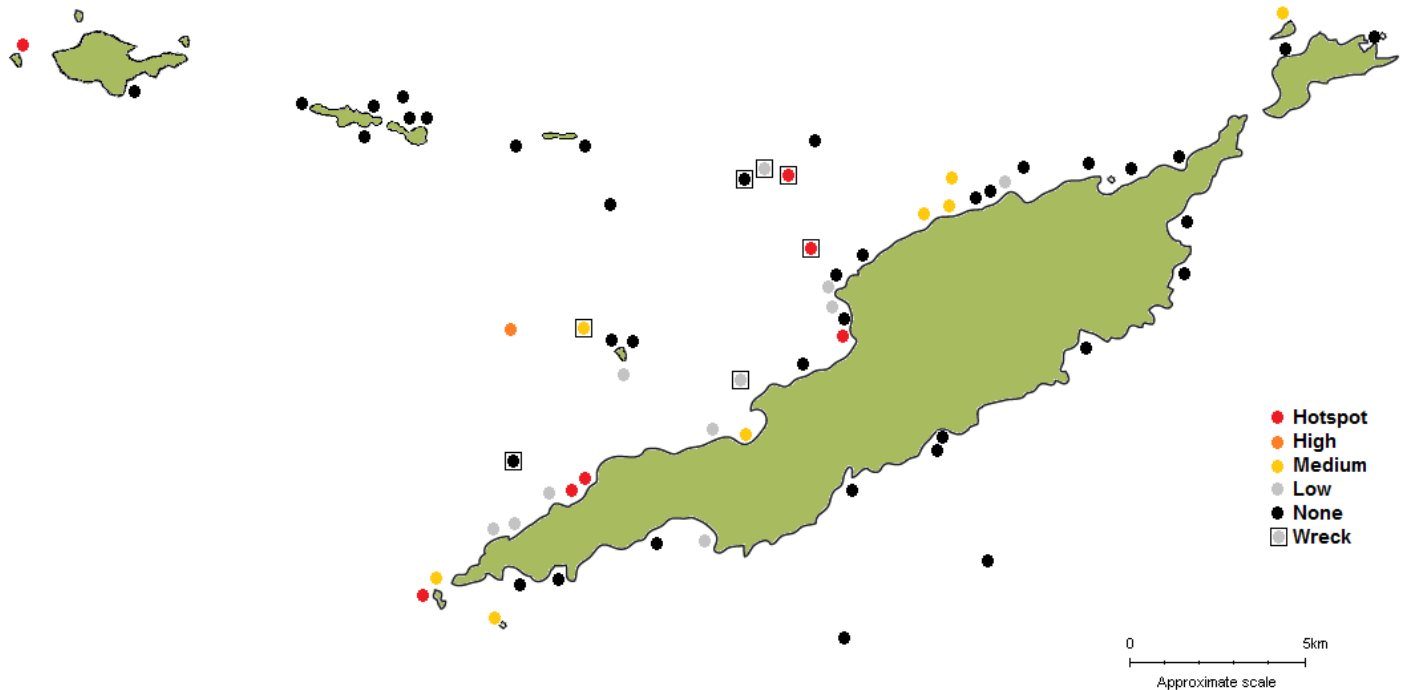 Hotspot
High
Medium
Low
None
Wreck
0 5km
Approximate scale